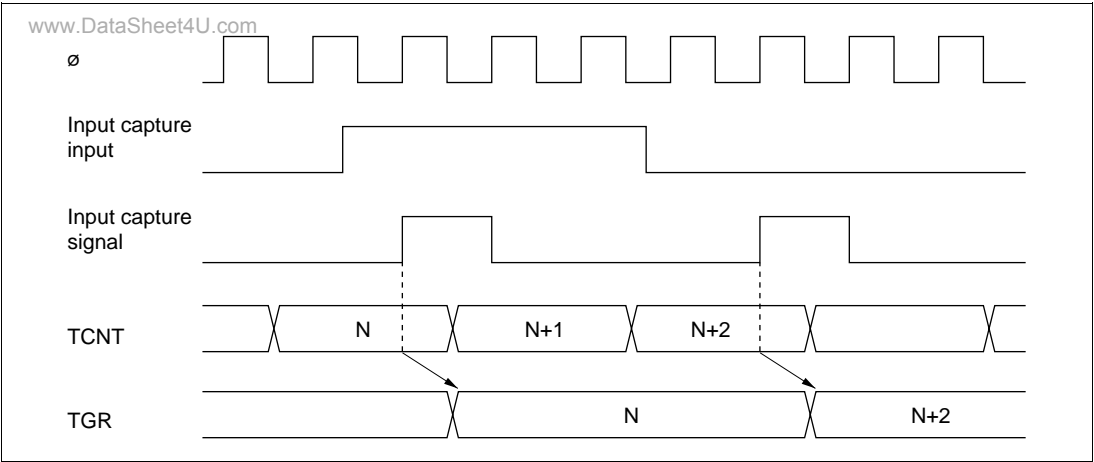 www.DataSheet4U.com
ø
Input capture
input
Input capture
signal
TCNT
N
N+1
N+2
TGR
N
N+2